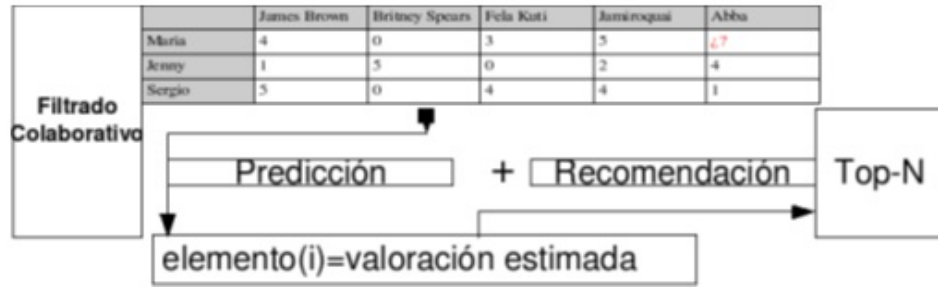 James Brown Britney Spears Fela Kuti Jamiroquai Abba
Maria 4 0 3 5 ¿?
Jenny 1 5 0 2 4
Sergio 5 0 4 4 1
Filtrado
Colaborativo
Predicción + Recomendación Top-N
elemento(i)=valoración estimada